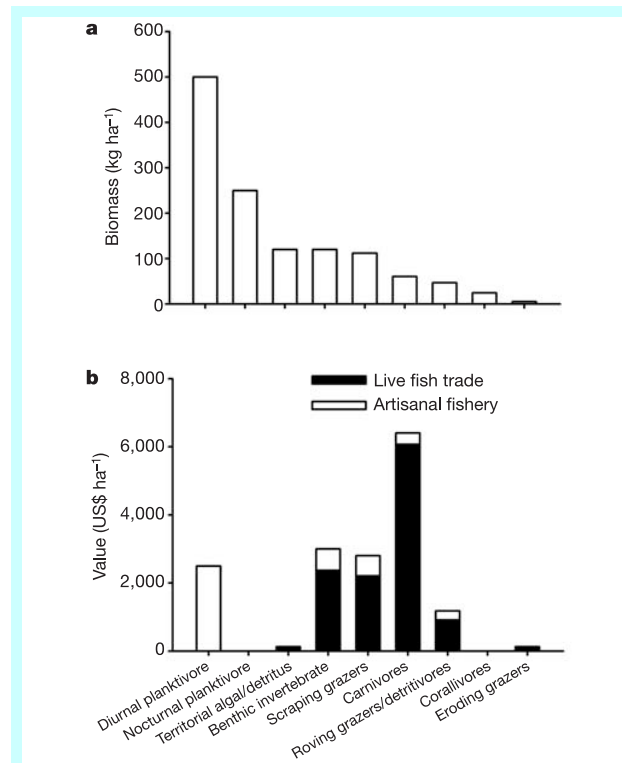 a
600
500
400
300
200
100
0
Biomass (kg ha⁻¹)
b
8,000
6,000
4,000
2,000
0
Value (US$ ha⁻¹)
Live fish trade
Artisanal fishery
Diurnal planktivore
Nocturnal planktivore
Territorial algal/detritus
Benthic invertebrate
Scraping grazers
Carnivores
Roving grazers/detritivores
Corallivores
Eroding grazers